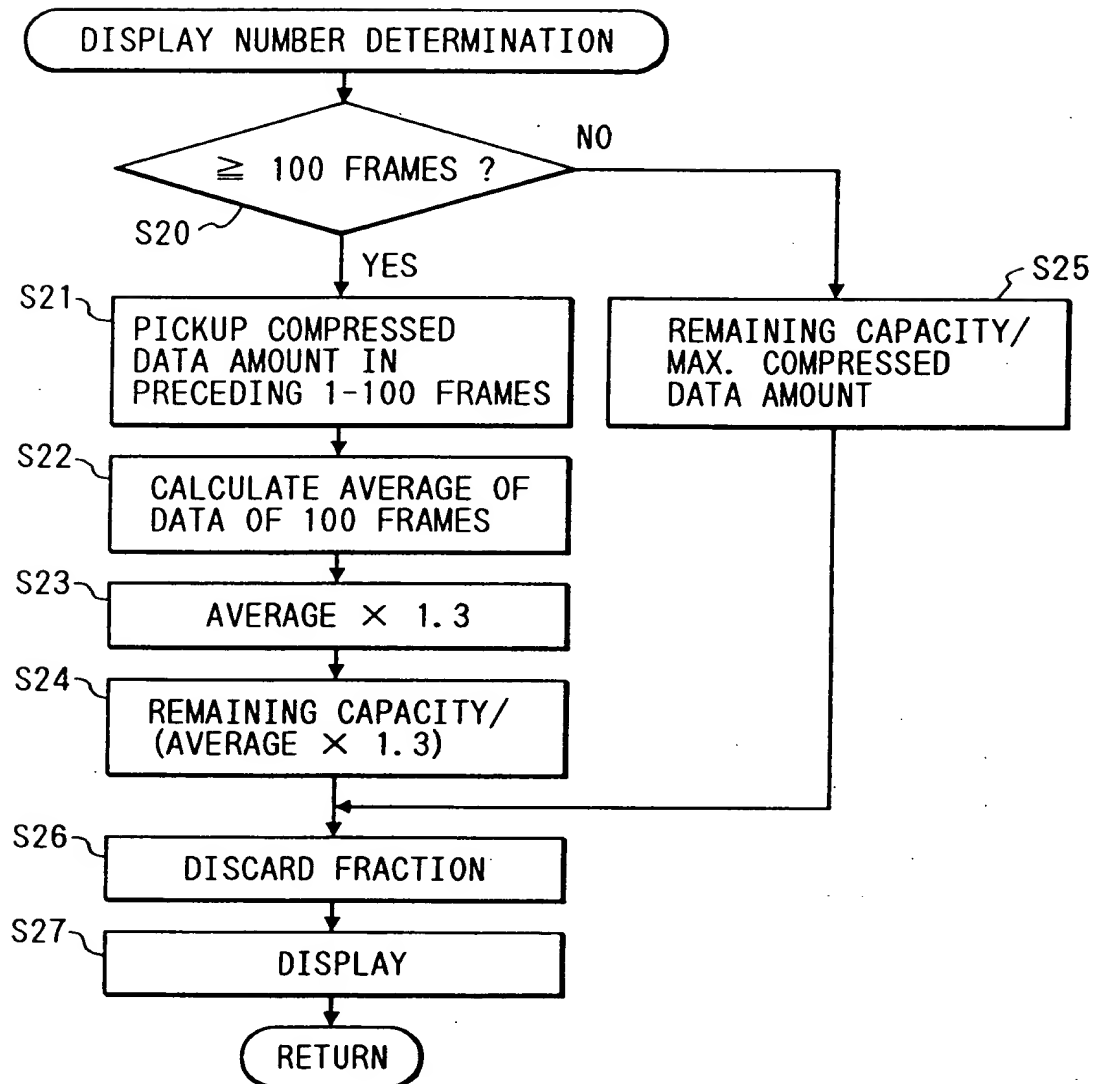 DISPLAY NUMBER DETERMINATION
≧ 100 FRAMES ?
NO
S20
YES
S21
PICKUP COMPRESSED
DATA AMOUNT IN
PRECEDING 1-100 FRAMES
S25
REMAINING CAPACITY/
MAX. COMPRESSED
DATA AMOUNT
S22
CALCULATE AVERAGE OF
DATA OF 100 FRAMES
S23
AVERAGE × 1.3
S24
REMAINING CAPACITY/
(AVERAGE × 1.3)
S26
DISCARD FRACTION
S27
DISPLAY
RETURN